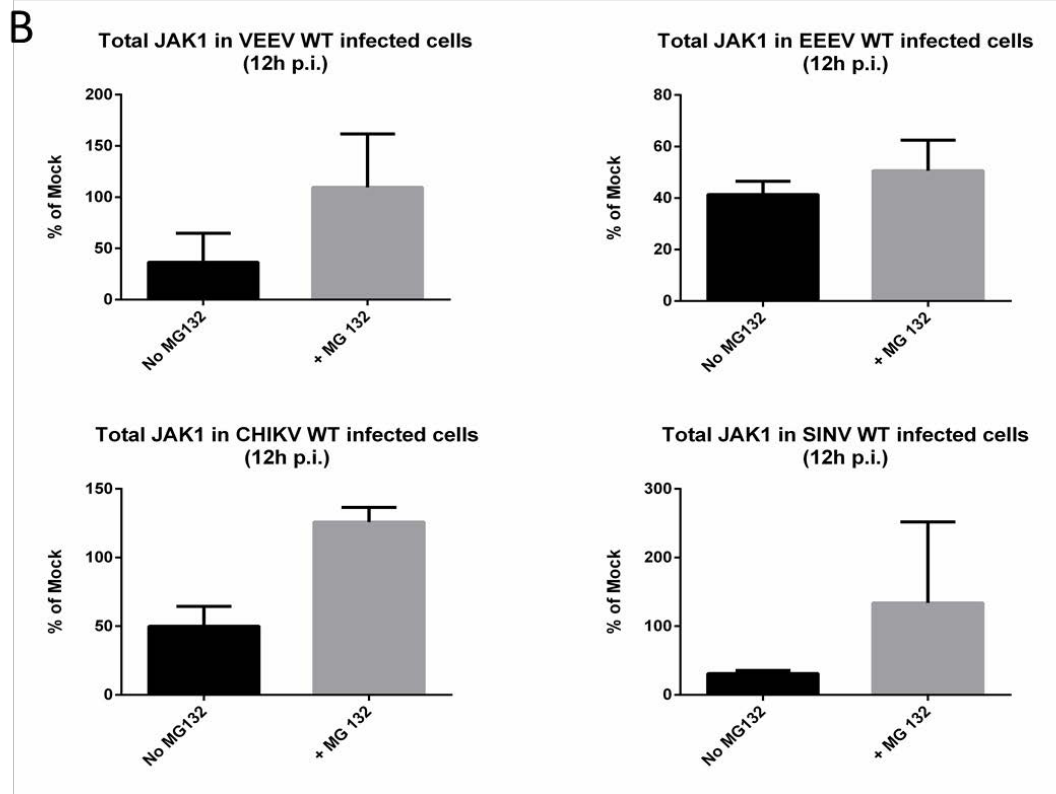 B
Total JAK1 in VEEV WT infected cells
(12h p.i.)
200
150
100
50
0
% of Mock
No MG132
+ MG 132
Total JAK1 in EEEV WT infected cells
(12h p.i.)
80
60
40
20
0
% of Mock
No MG132
+ MG 132
Total JAK1 in CHIKV WT infected cells
(12h p.i.)
150
100
50
0
% of Mock
No MG132
+ MG 132
Total JAK1 in SINV WT infected cells
(12h p.i.)
300
200
100
0
% of Mock
No MG132
+ MG 132